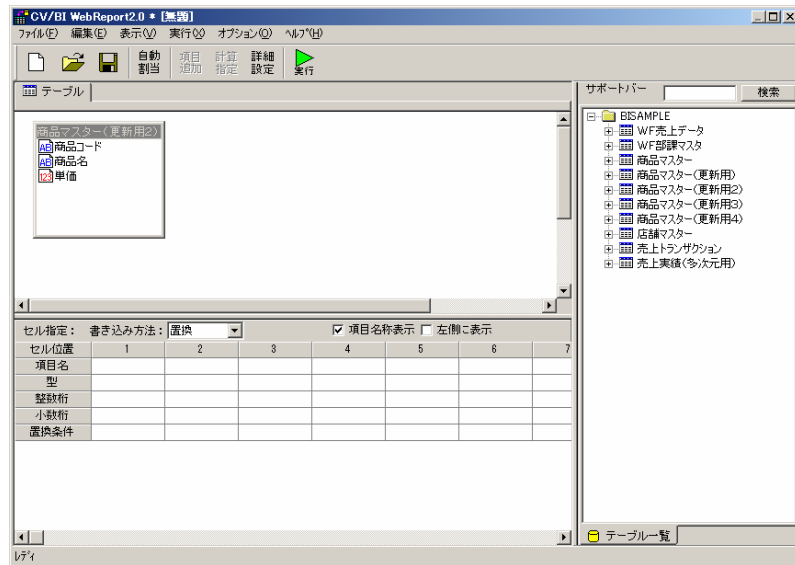 CV/BI WebReport2.0 * [無題]
ファイル(F) 編集(E) 表示(V) 実行(X) オプション(O) ヘルプ(H)
自動割当 項目追加 計算指定 詳細設定 実行
テーブル
サポートバー 検索
商品マスター(更新用2)
AB 商品コード
AB 商品名
123 単価
BISAMPLE
WF売上データ
WF部課マスタ
商品マスター
商品マスター(更新用)
商品マスター(更新用2)
商品マスター(更新用3)
商品マスター(更新用4)
店舗マスター
売上トランザクション
売上実績(多次元用)
セル指定: 書き込み方法: 置換 項目名称表示 左側に表示
セル位置 1 2 3 4 5 6 7
項目名
型
整数桁
小数桁
置換条件
テーブル一覧
レディ